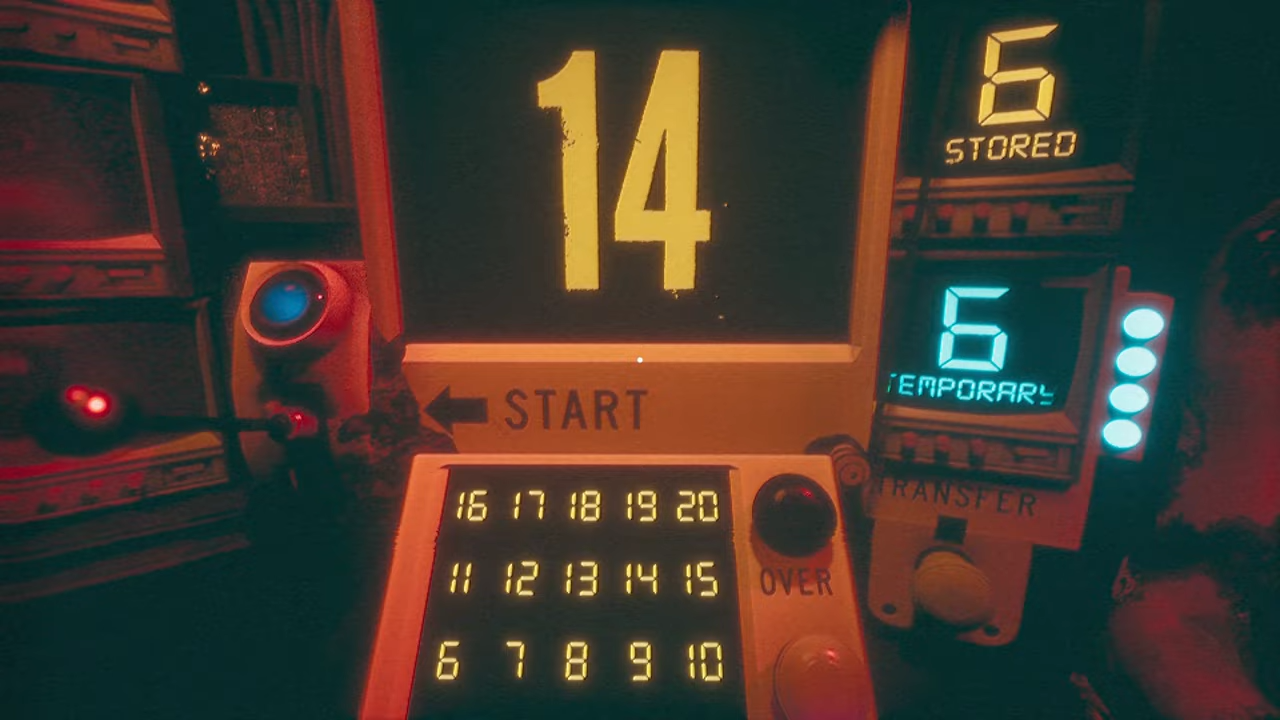 14
6
STORED
6
TEMPORARY
START
TRANSFER
16 17 18 19 20
11 12 13 14 15
OVER
6 7 8 9 10